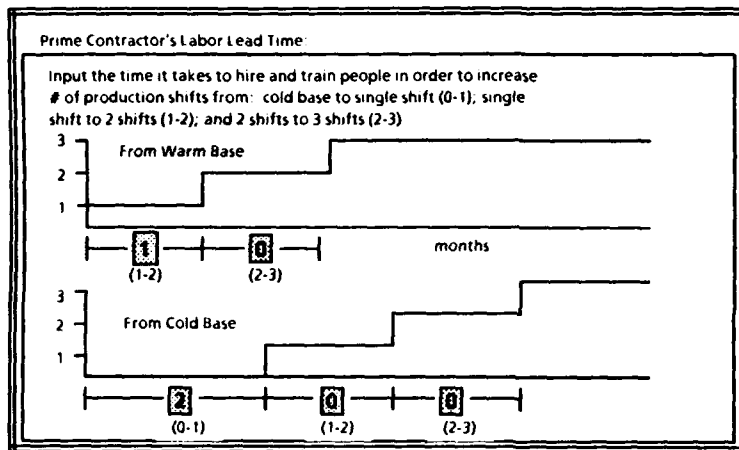 Prime Contractor's Labor Lead Time:
Input the time it takes to hire and train people in order to increase
# of production shifts from: cold base to single shift (0-1); single
shift to 2 shifts (1-2); and 2 shifts to 3 shifts (2-3)
3
From Warm Base
2
1
1 0 months
(1-2) (2-3)
3
2
From Cold Base
1
2 0 0
(0-1) (1-2) (2-3)